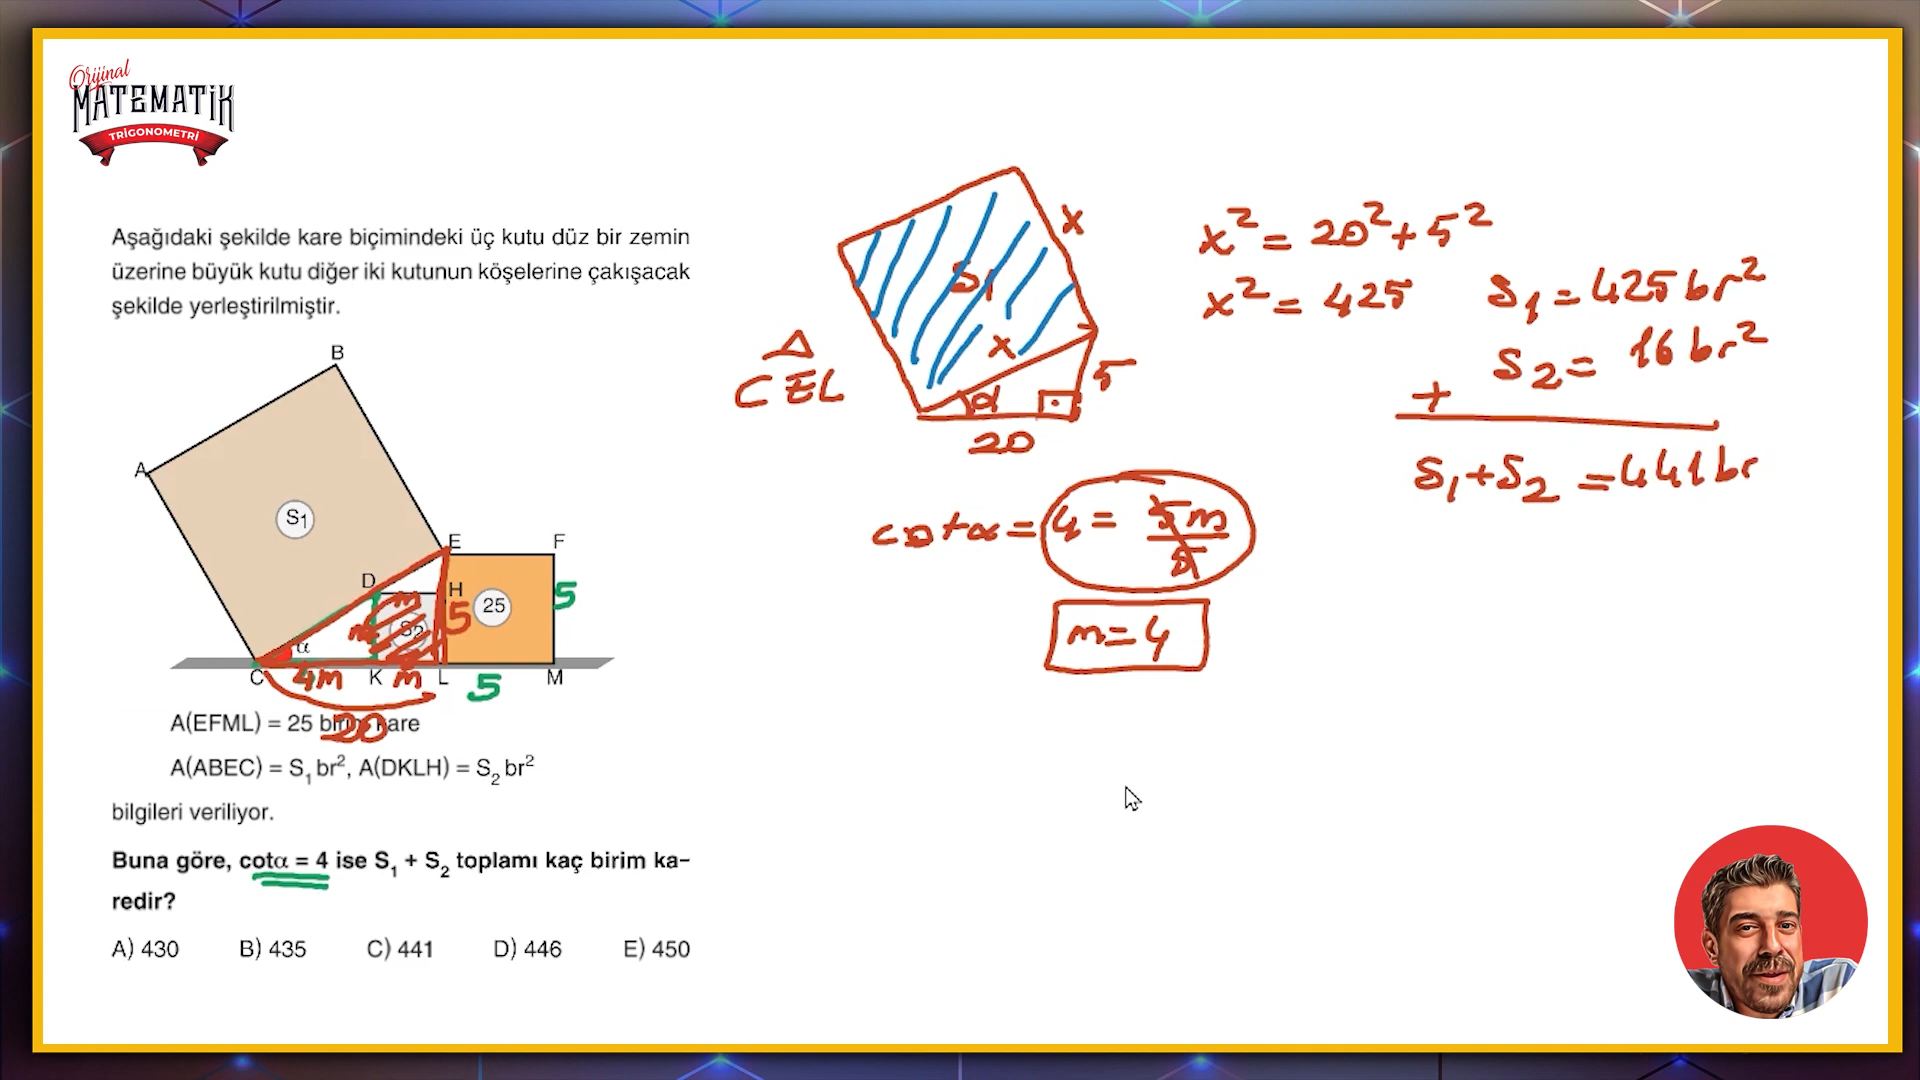 Orijinal
MATEMATİK
TRİGONOMETRİ
Aşağıdaki şekilde kare biçimindeki üç kutu düz bir zemin
üzerine büyük kutu diğer iki kutunun köşelerine çakışacak
şekilde yerleştirilmiştir.
B
A
S₁
E F
D H
m
25 5
m S₂ 5
α
C 4m K m L 5 M
20
A(EFML) = 25 birim kare
A(ABEC) = S₁ br², A(DKLH) = S₂ br²
bilgileri veriliyor.
Buna göre, cotα = 4 ise S₁ + S₂ toplamı kaç birim ka-
redir?
A) 430 B) 435 C) 441 D) 446 E) 450
x
S₁
x
△
CEL
α 5
20
cotα = 4 = 5m/5
m = 4
x² = 20² + 5²
x² = 425
S₁ = 425 br²
S₂ = 16 br²
+
S₁ + S₂ = 441 br